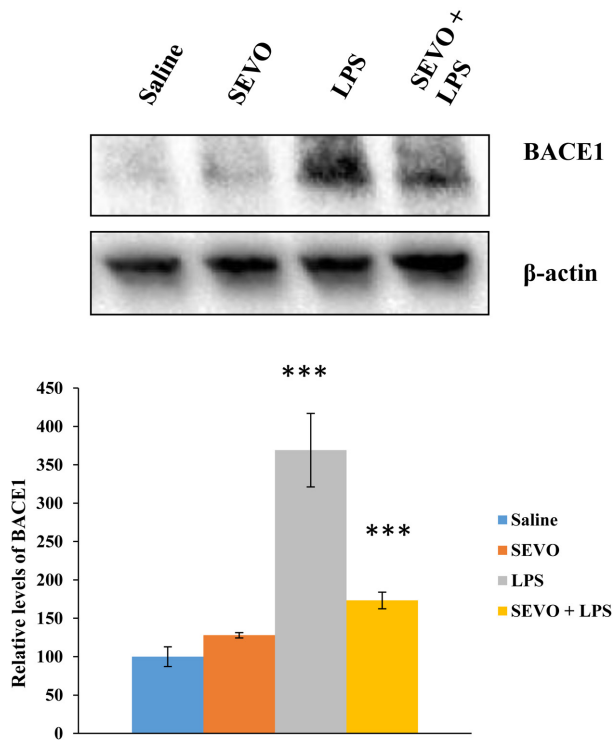 Saline
SEVO
LPS
SEVO +
LPS
BACE1
β-actin
***
***
Relative levels of BACE1
450
400
350
300
250
200
150
100
50
0
Saline
SEVO
LPS
SEVO + LPS